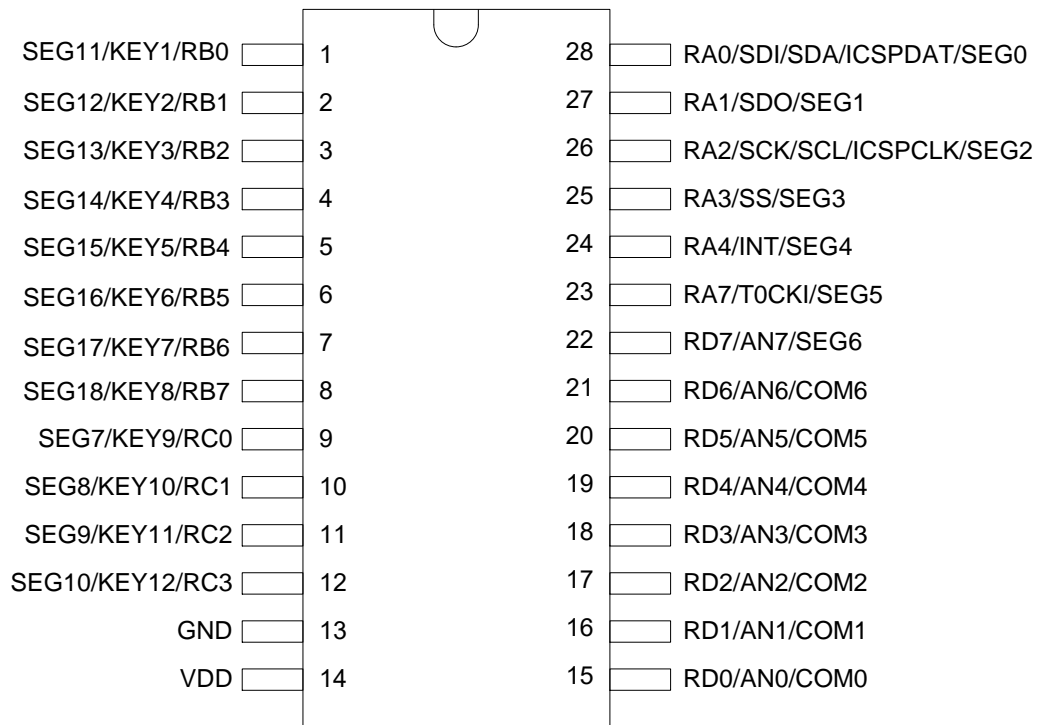 SEG11/KEY1/RB0 1 28 RA0/SDI/SDA/ICSPDAT/SEG0
SEG12/KEY2/RB1 2 27 RA1/SDO/SEG1
SEG13/KEY3/RB2 3 26 RA2/SCK/SCL/ICSPCLK/SEG2
SEG14/KEY4/RB3 4 25 RA3/SS/SEG3
SEG15/KEY5/RB4 5 24 RA4/INT/SEG4
SEG16/KEY6/RB5 6 23 RA7/T0CKI/SEG5
SEG17/KEY7/RB6 7 22 RD7/AN7/SEG6
SEG18/KEY8/RB7 8 21 RD6/AN6/COM6
SEG7/KEY9/RC0 9 20 RD5/AN5/COM5
SEG8/KEY10/RC1 10 19 RD4/AN4/COM4
SEG9/KEY11/RC2 11 18 RD3/AN3/COM3
SEG10/KEY12/RC3 12 17 RD2/AN2/COM2
GND 13 16 RD1/AN1/COM1
VDD 14 15 RD0/AN0/COM0